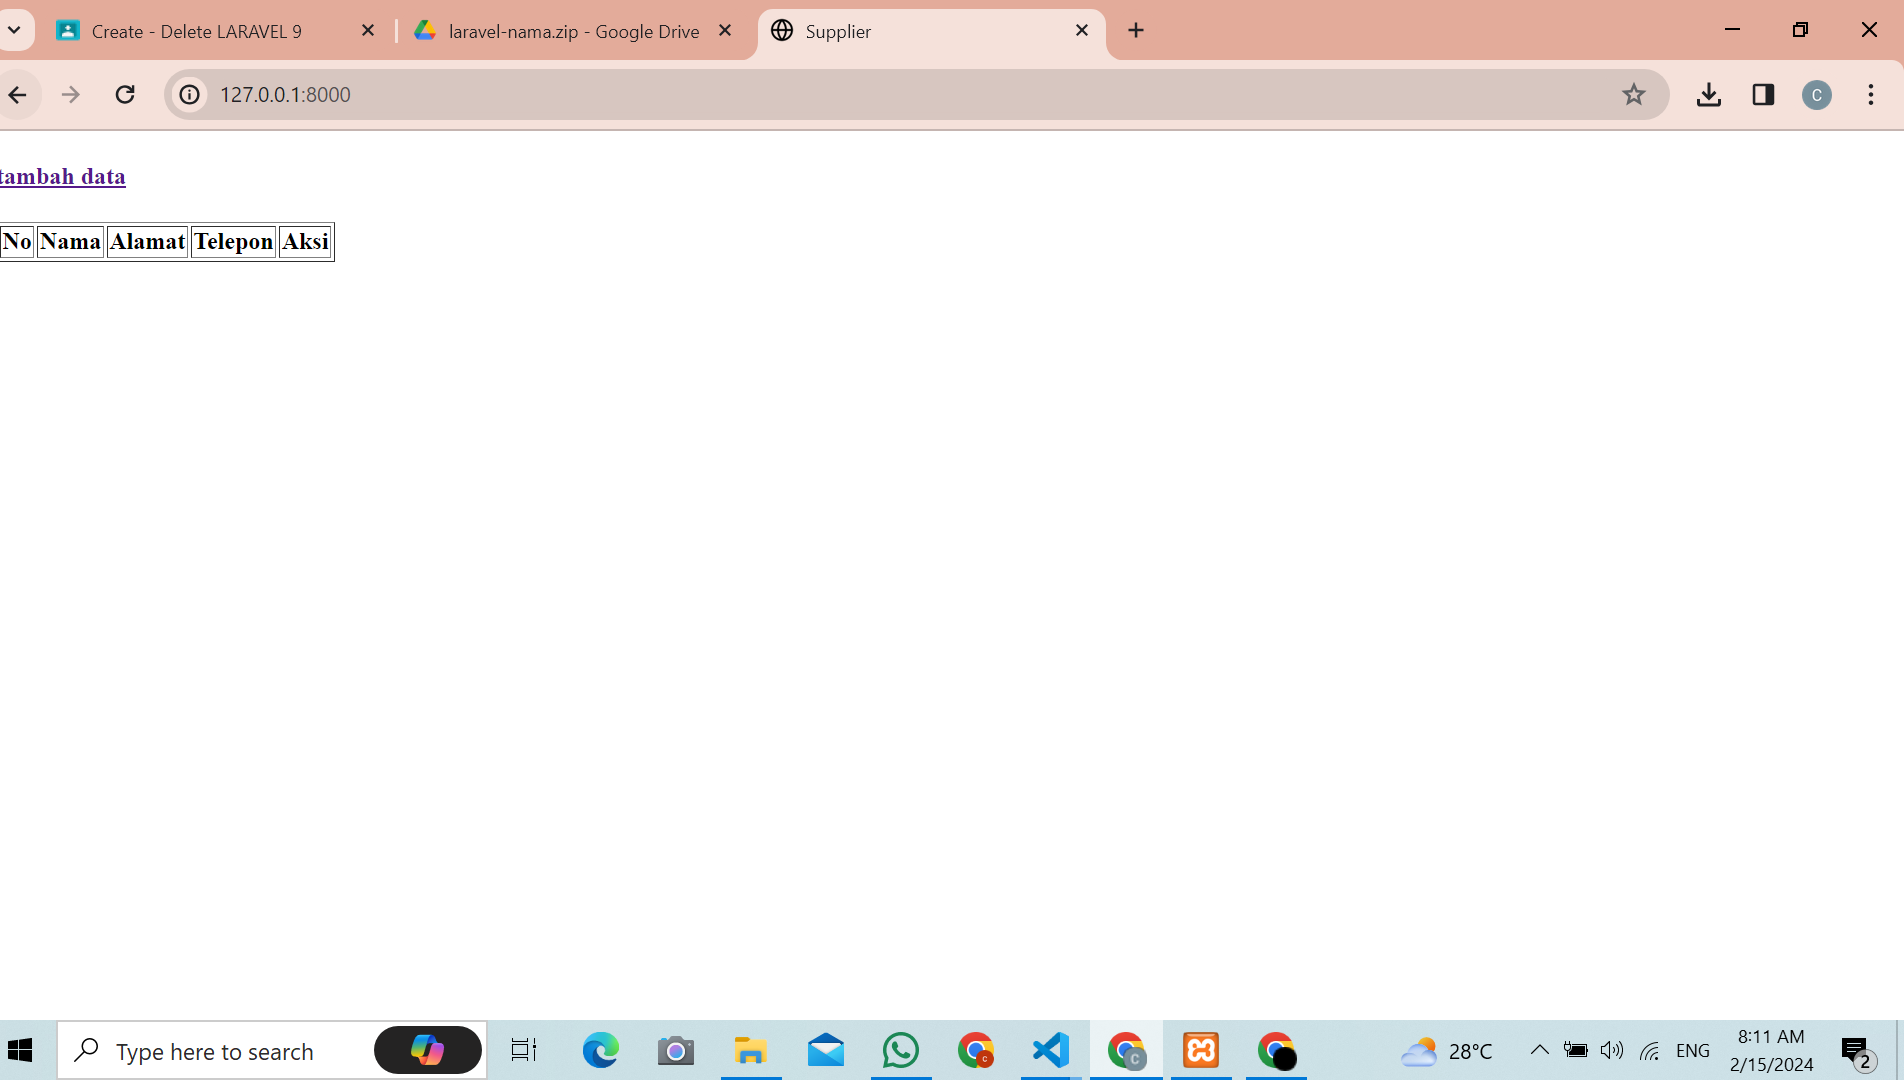 Create - Delete LARAVEL 9
laravel-nama.zip - Google Drive
Supplier
127.0.0.1:8000
C
tambah data
No Nama Alamat Telepon Aksi
Type here to search
C
C
28°C
ENG
8:11 AM
2/15/2024
2